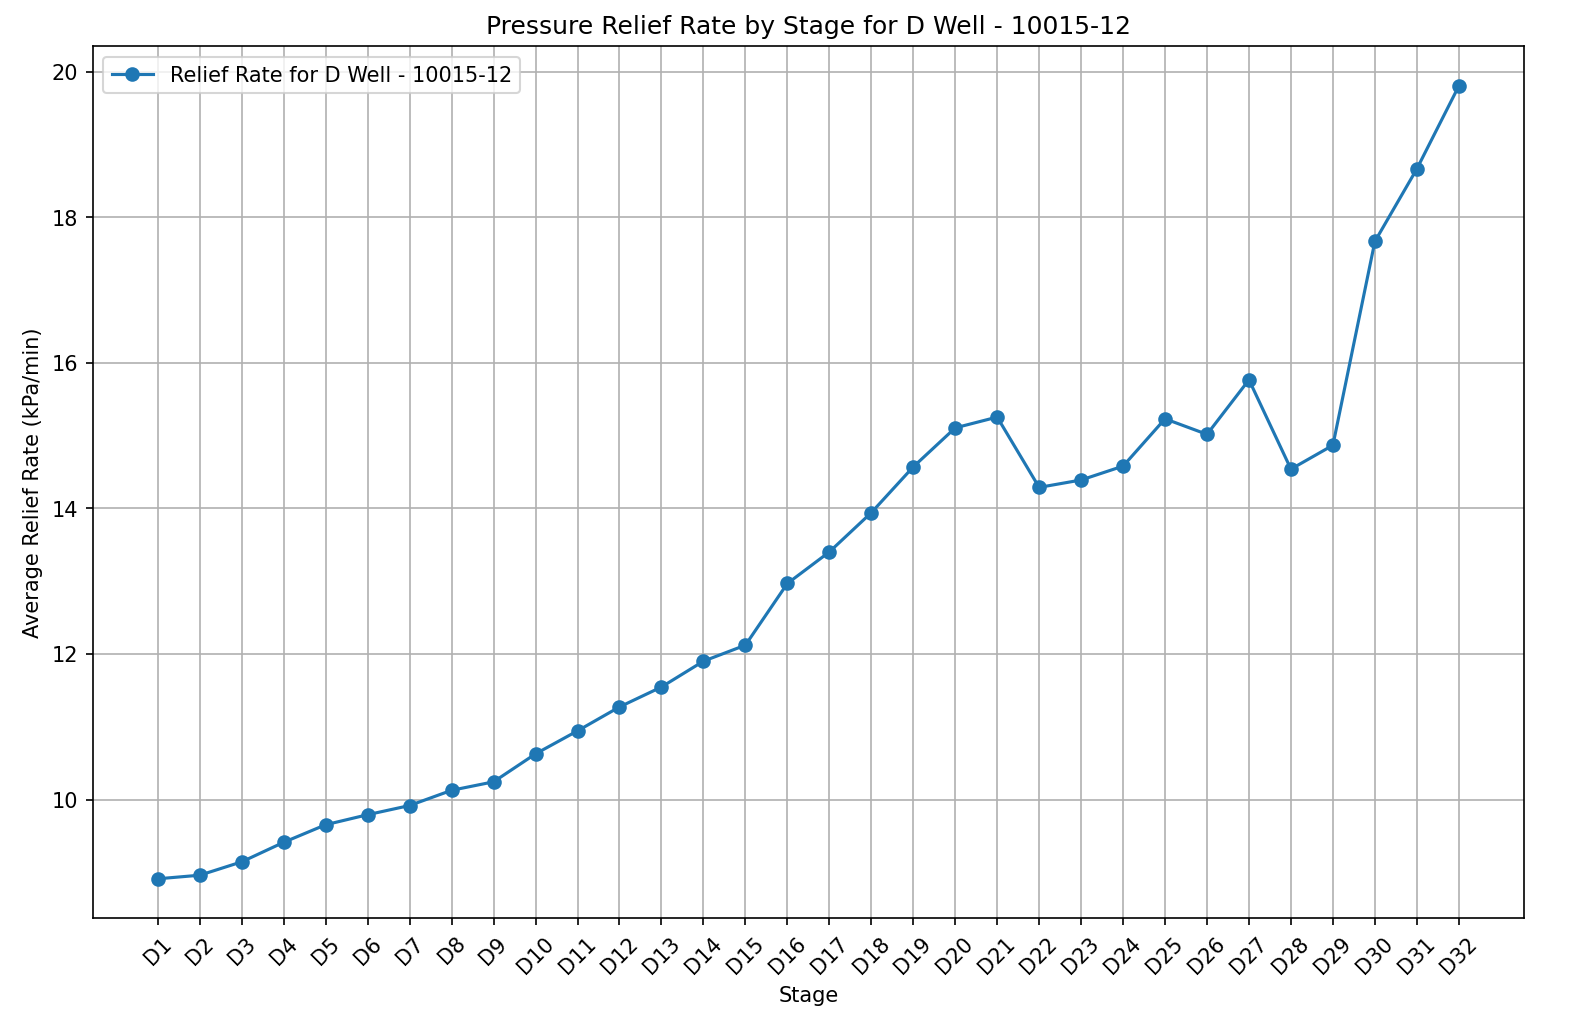 Pressure Relief Rate by Stage for D Well - 10015-12
Relief Rate for D Well - 10015-12
Average Relief Rate (kPa/min)
20
18
16
14
12
10
D1 D2 D3 D4 D5 D6 D7 D8 D9 D10 D11 D12 D13 D14 D15 D16 D17 D18 D19 D20 D21 D22 D23 D24 D25 D26 D27 D28 D29 D30 D31 D32
Stage